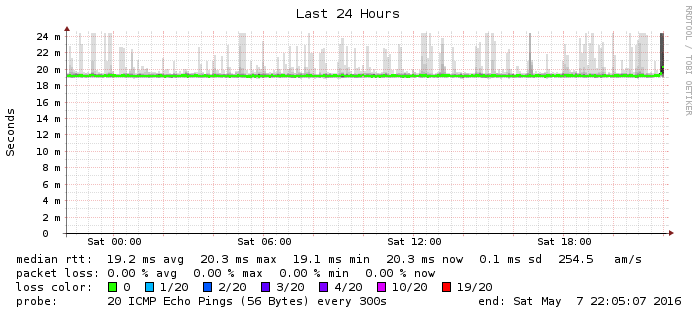 Last 24 Hours
RRDTOOL / TOBI OETIKER
Seconds
24 m
22 m
20 m
18 m
16 m
14 m
12 m
10 m
8 m
6 m
4 m
2 m
0
Sat 00:00 Sat 06:00 Sat 12:00 Sat 18:00
median rtt: 19.2 ms avg 20.3 ms max 19.1 ms min 20.3 ms now 0.1 ms sd 254.5 am/s
packet loss: 0.00 % avg 0.00 % max 0.00 % min 0.00 % now
loss color: 0 1/20 2/20 3/20 4/20 10/20 19/20
probe: 20 ICMP Echo Pings (56 Bytes) every 300s end: Sat May 7 22:05:07 2016